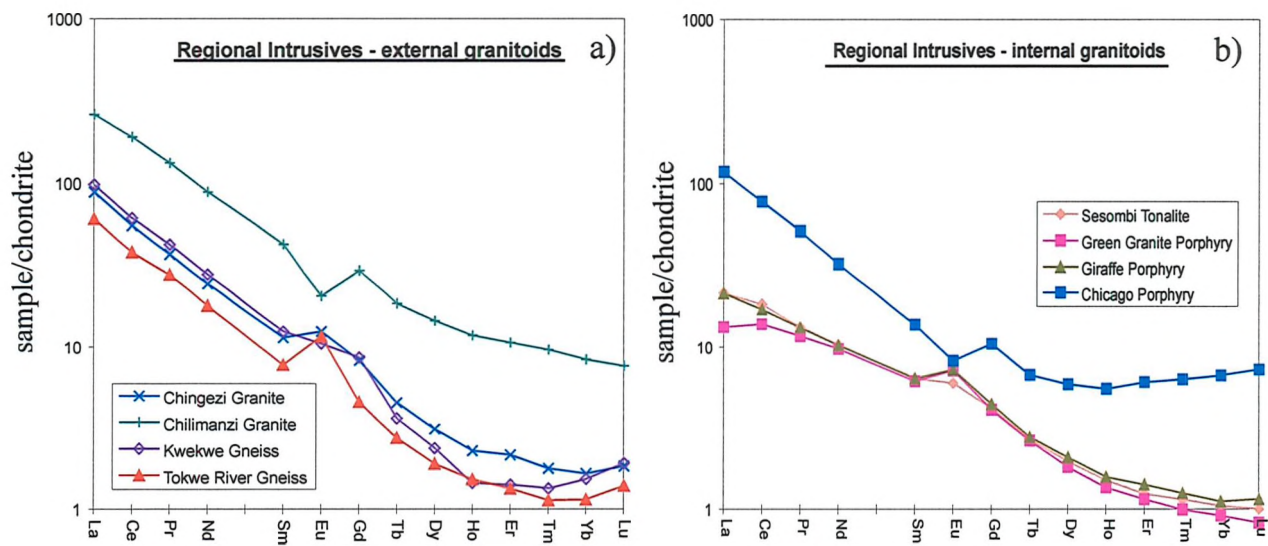 Regional Intrusives - external granitoids a)
1000
100
10
1
sample/chondrite
Chingezi Granite
Chilimanzi Granite
Kwekwe Gneiss
Tokwe River Gneiss
La Ce Pr Nd Sm Eu Gd Tb Dy Ho Er Tm Yb Lu
Regional Intrusives - internal granitoids b)
1000
100
10
1
sample/chondrite
Sesombi Tonalite
Green Granite Porphyry
Giraffe Porphyry
Chicago Porphyry
La Ce Pr Nd Sm Eu Gd Tb Dy Ho Er Tm Yb Lu